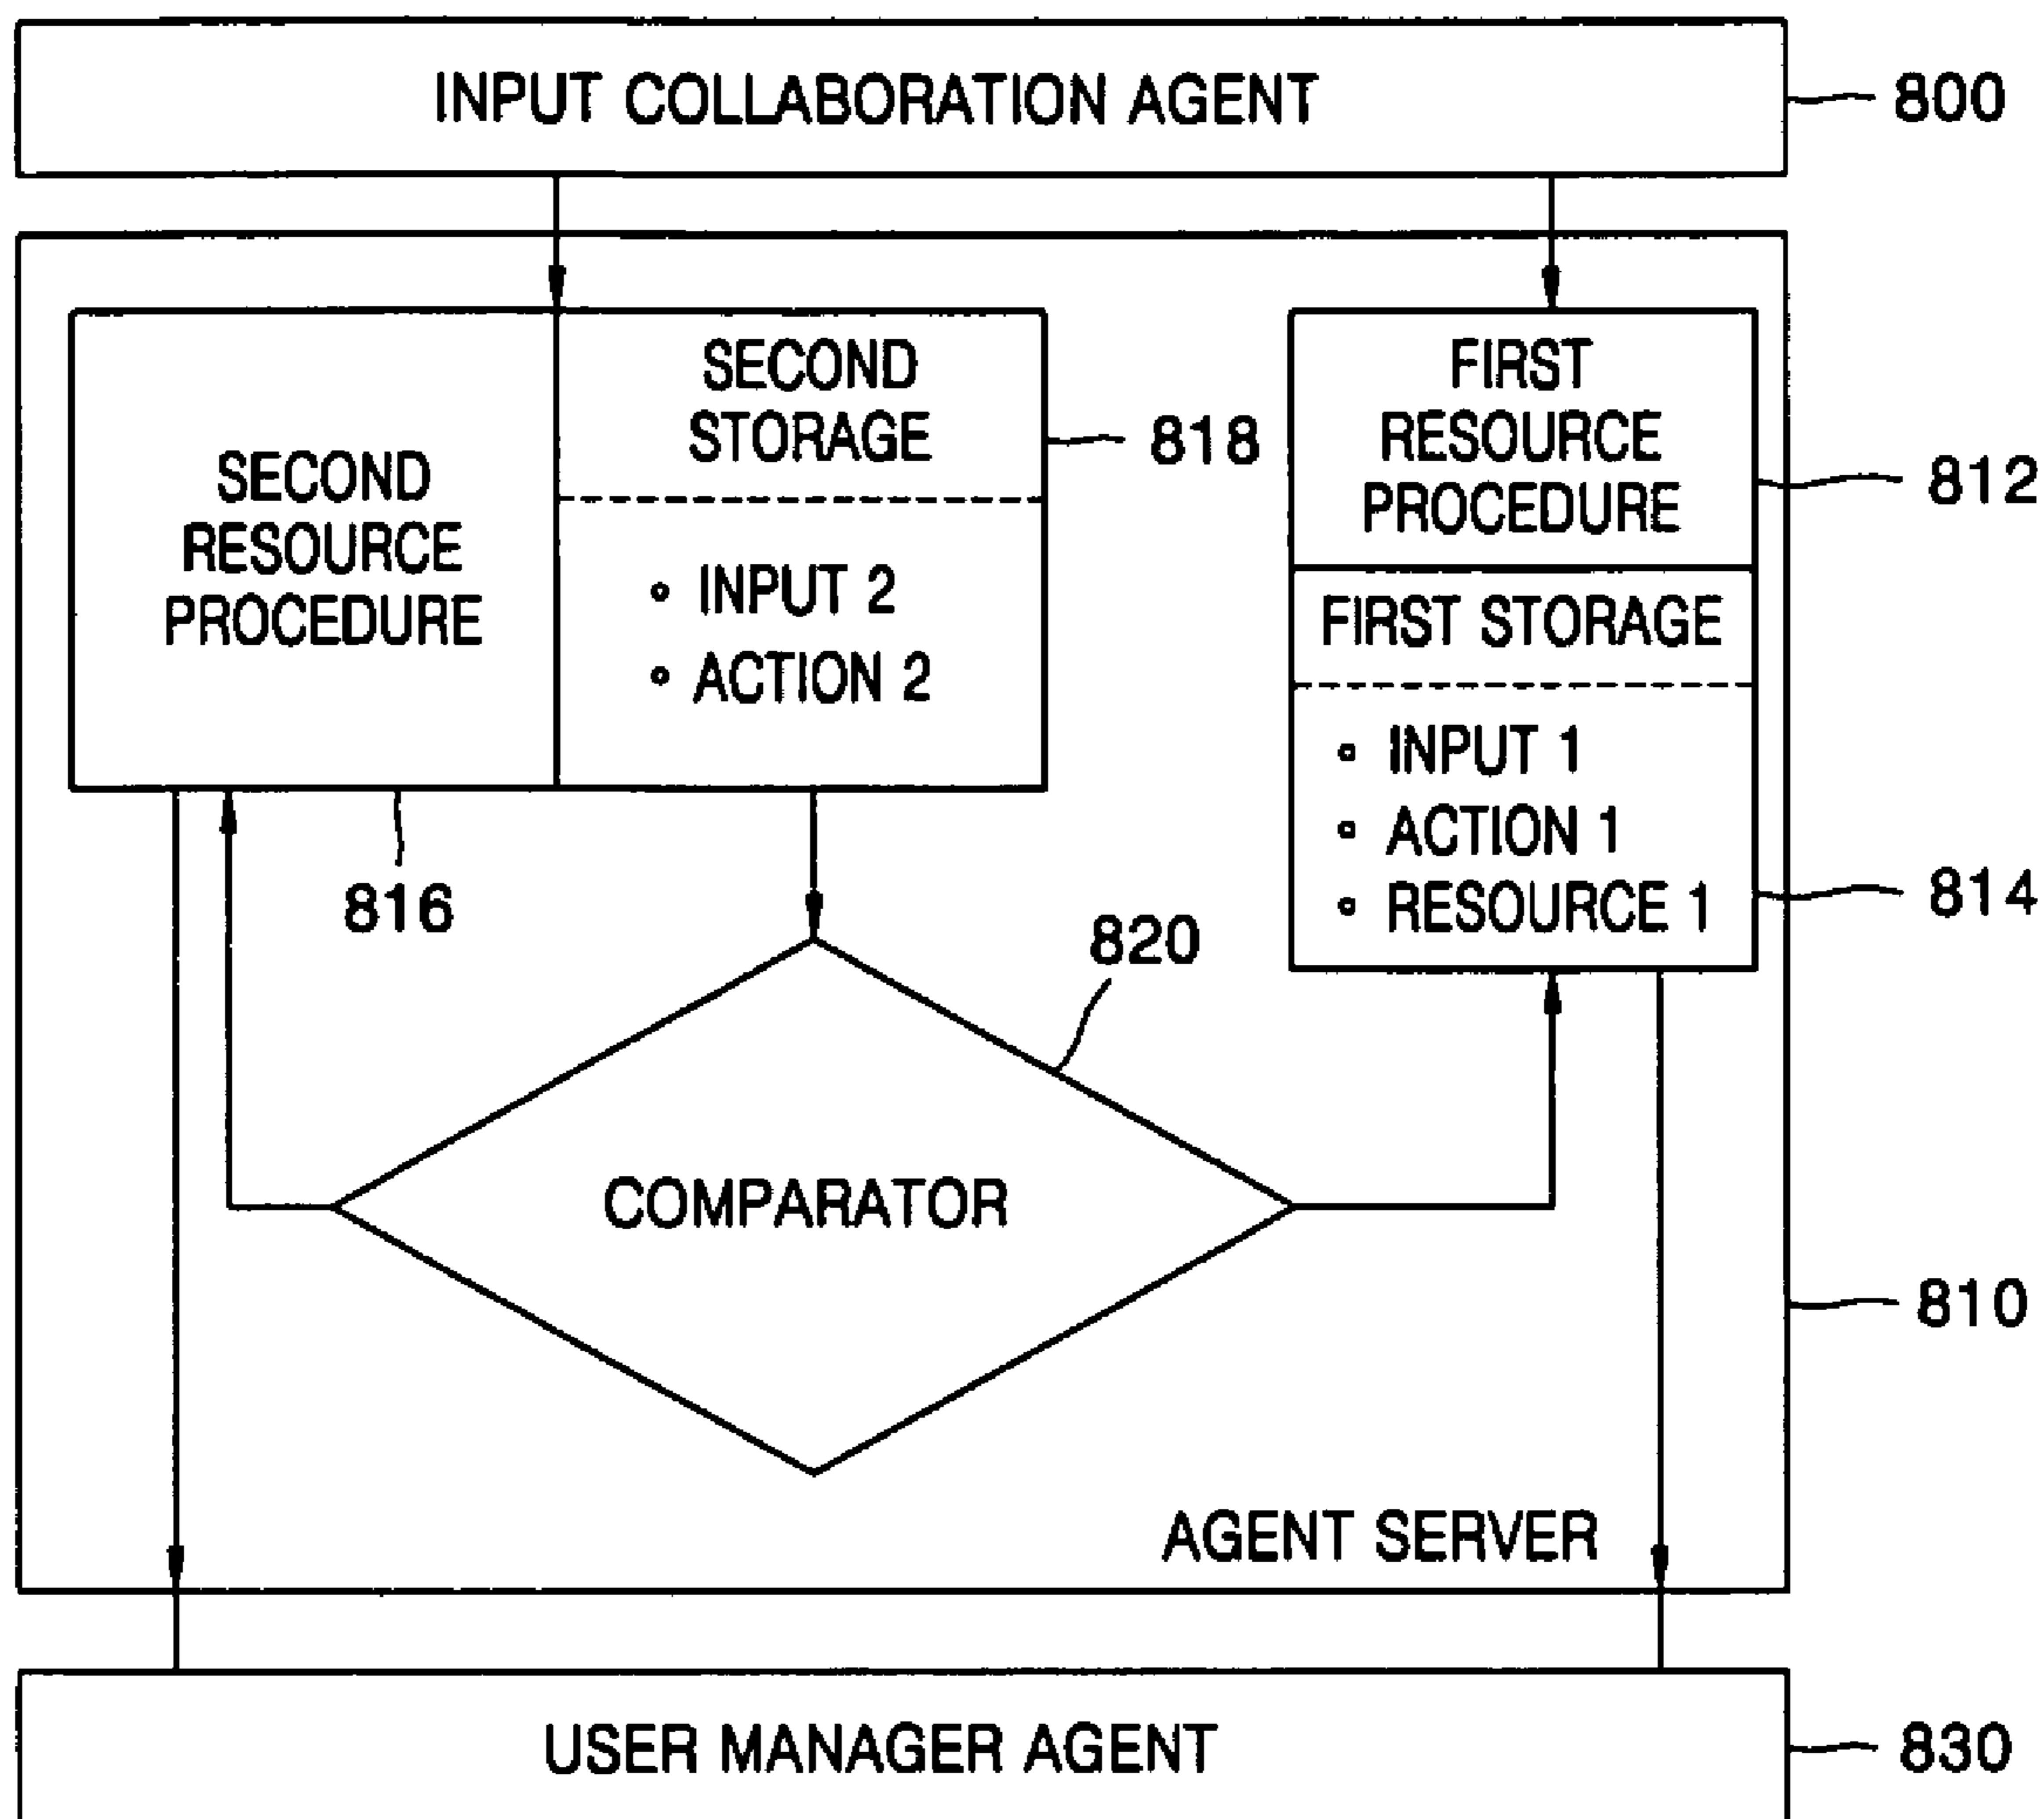 INPUT COLLABORATION AGENT
800
SECOND
STORAGE
818
INPUT 2
ACTION 2
SECOND
RESOURCE
PROCEDURE
816
FIRST
RESOURCE
PROCEDURE
812
FIRST STORAGE
INPUT 1
ACTION 1
RESOURCE 1
814
820
COMPARATOR
810
AGENT SERVER
USER MANAGER AGENT
830